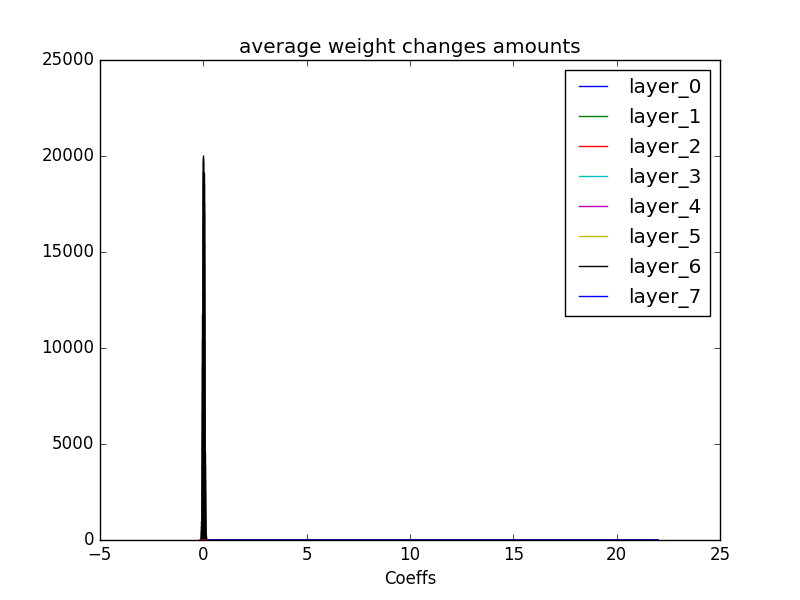 average weight changes amounts
25000
20000
15000
10000
5000
0
−5
0
5
10
15
20
25
Coeffs
layer_0
layer_1
layer_2
layer_3
layer_4
layer_5
layer_6
layer_7